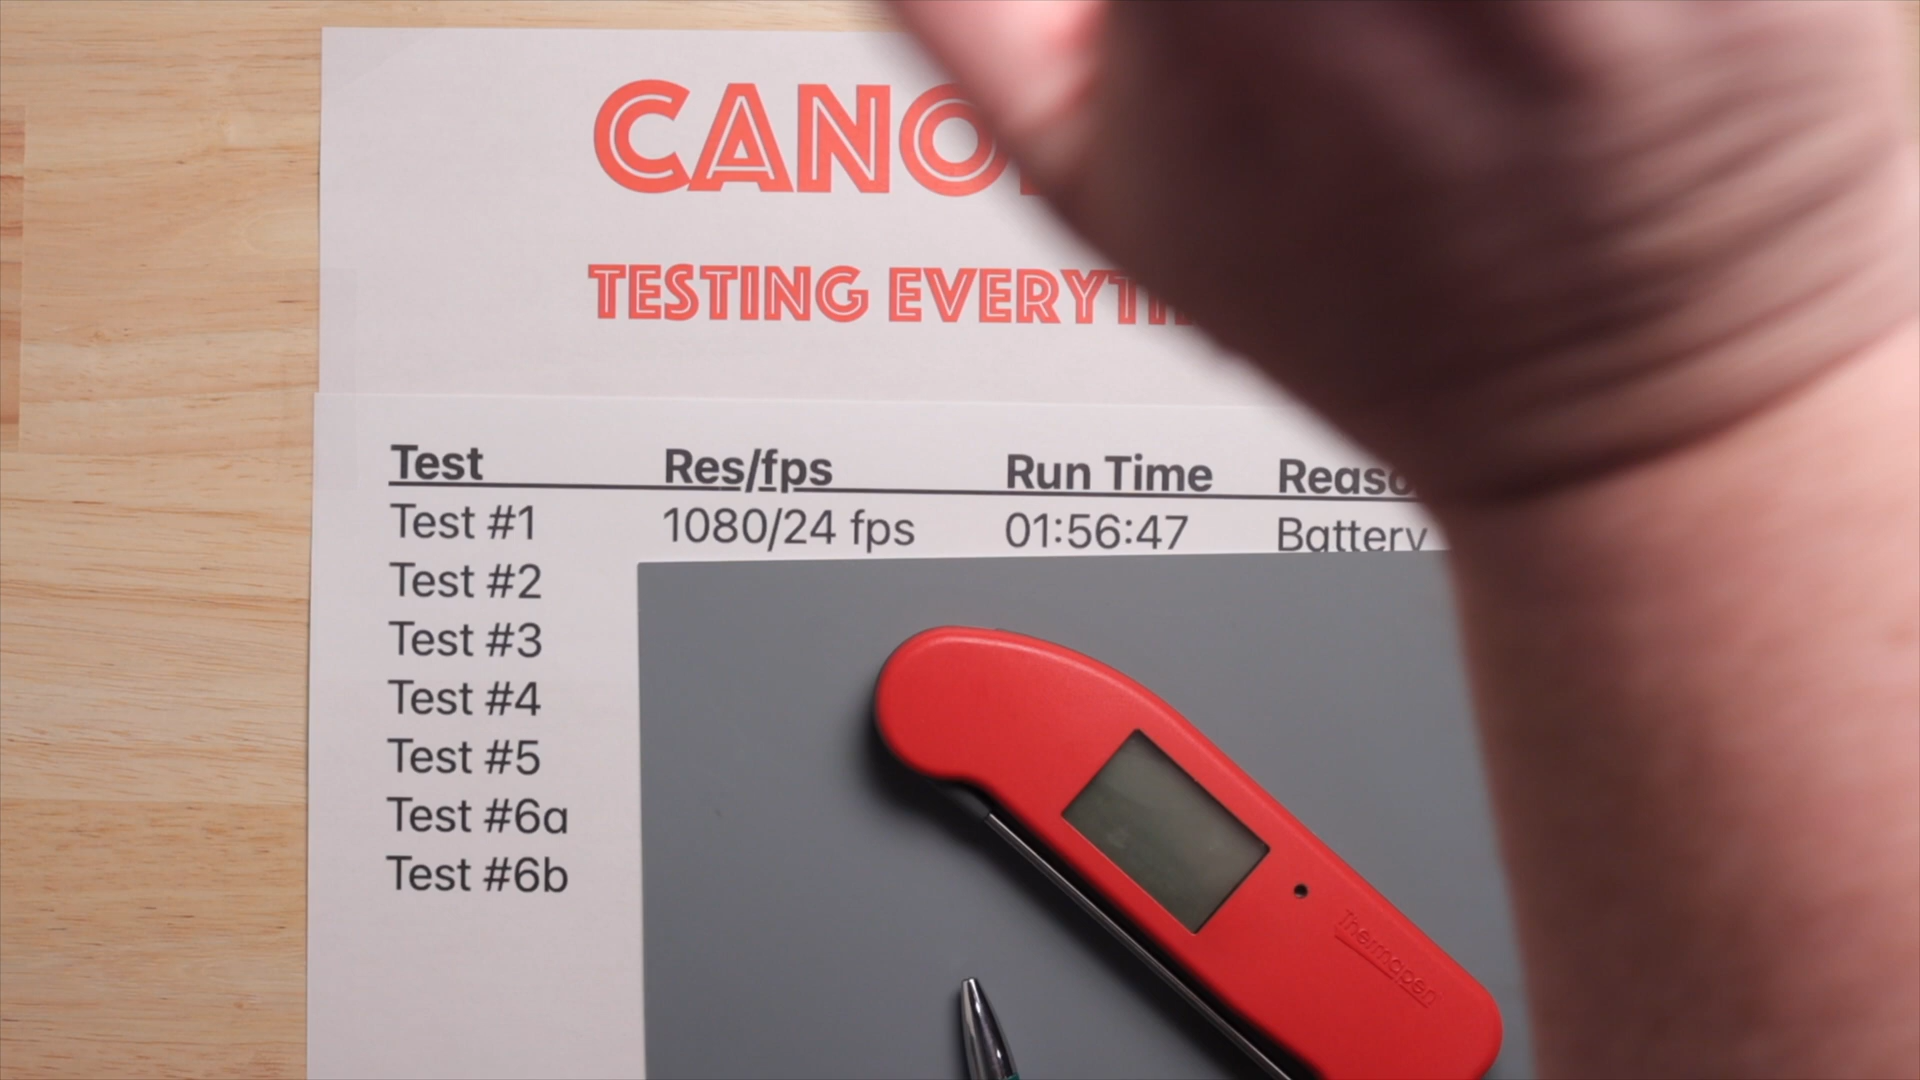 CANO
TESTING EVERYTH
Test Res/fps Run Time Reaso
Test #1 1080/24 fps 01:56:47 Battery
Test #2
Test #3
Test #4
Test #5
Test #6a
Test #6b
Thermapen